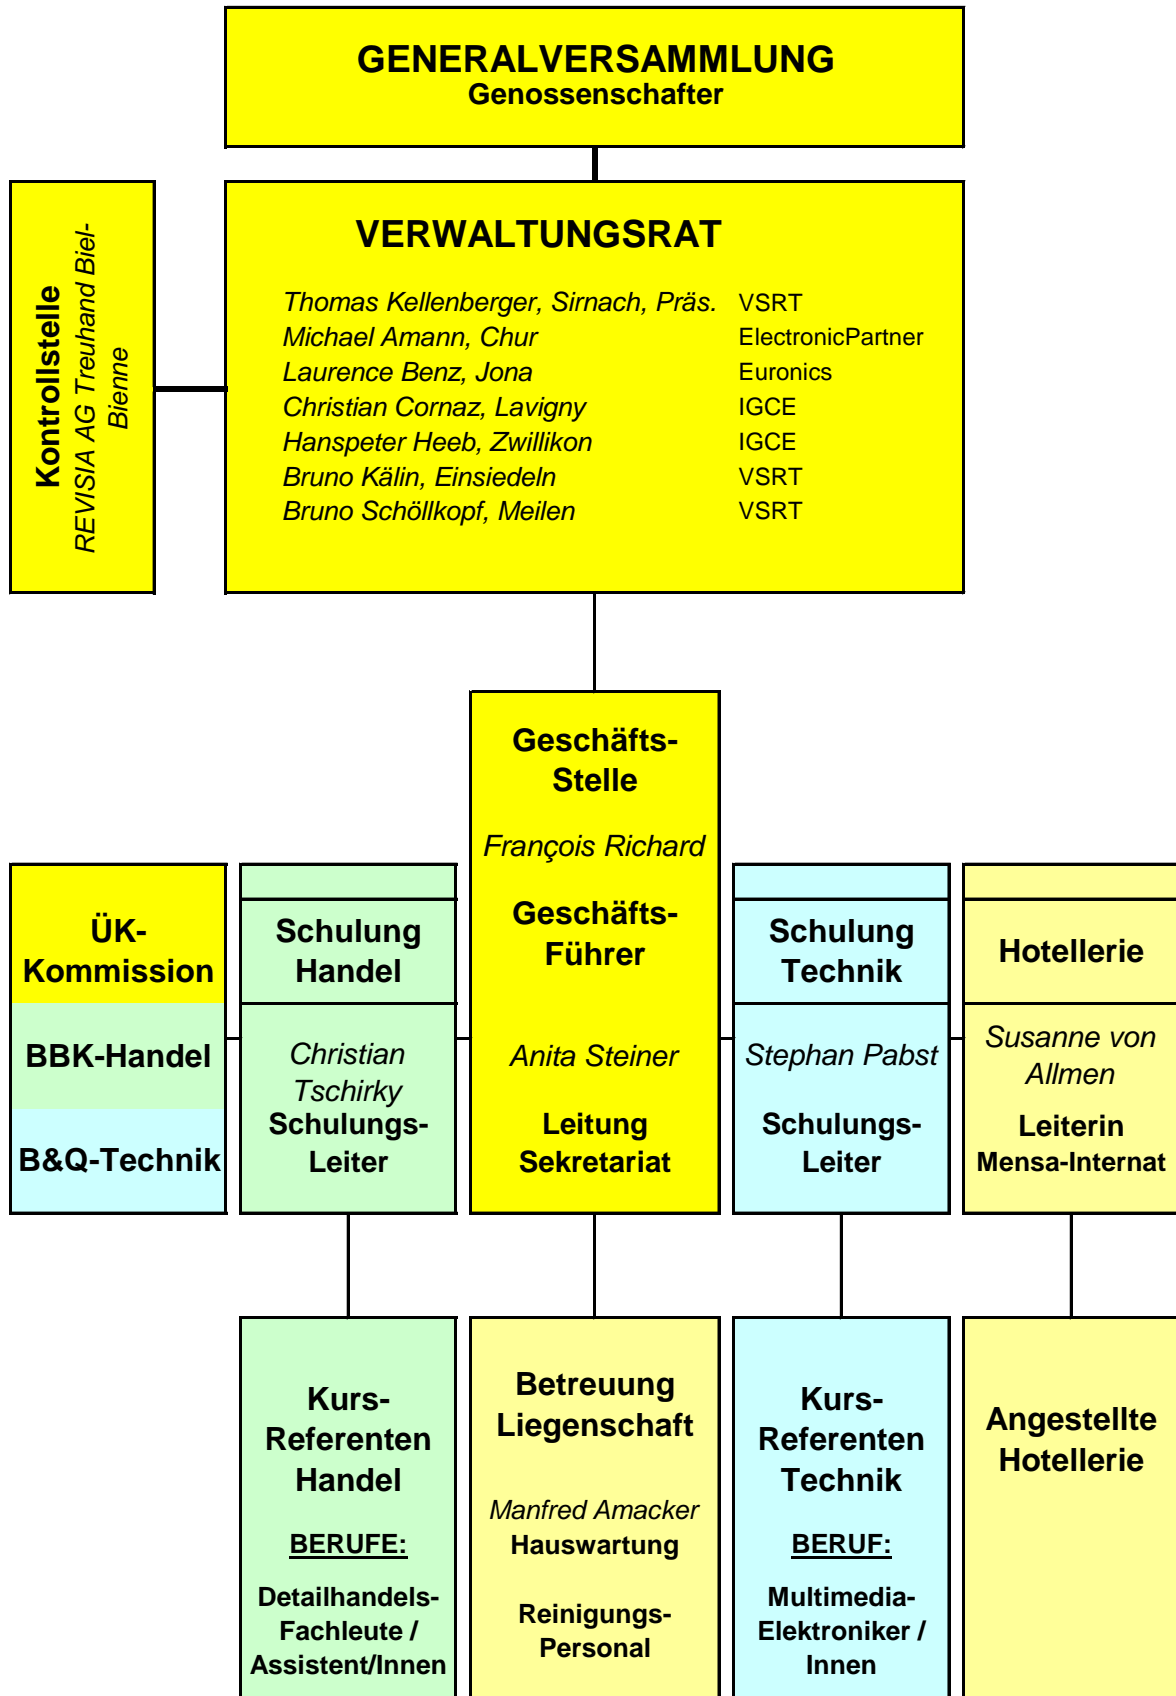 GENERALVERSAMMLUNG
Genossenschafter
Kontrollstelle
REVISIA AG Treuhand Biel-
Bienne
VERWALTUNGSRAT
Thomas Kellenberger, Sirnach, Präs. VSRT
Michael Amann, Chur ElectronicPartner
Laurence Benz, Jona Euronics
Christian Cornaz, Lavigny IGCE
Hanspeter Heeb, Zwillikon IGCE
Bruno Kälin, Einsiedeln VSRT
Bruno Schöllkopf, Meilen VSRT
Geschäfts-
Stelle
François Richard
Geschäfts-
Führer
Anita Steiner
Leitung
Sekretariat
ÜK-
Kommission
BBK-Handel
B&Q-Technik
Schulung
Handel
Christian
Tschirky
Schulungs-
Leiter
Schulung
Technik
Stephan Pabst
Schulungs-
Leiter
Hotellerie
Susanne von
Allmen
Leiterin
Mensa-Internat
Kurs-
Referenten
Handel
BERUFE:
Detailhandels-
Fachleute /
Assistent/Innen
Betreuung
Liegenschaft
Manfred Amacker
Hauswartung
Reinigungs-
Personal
Kurs-
Referenten
Technik
BERUF:
Multimedia-
Elektroniker /
Innen
Angestellte
Hotellerie